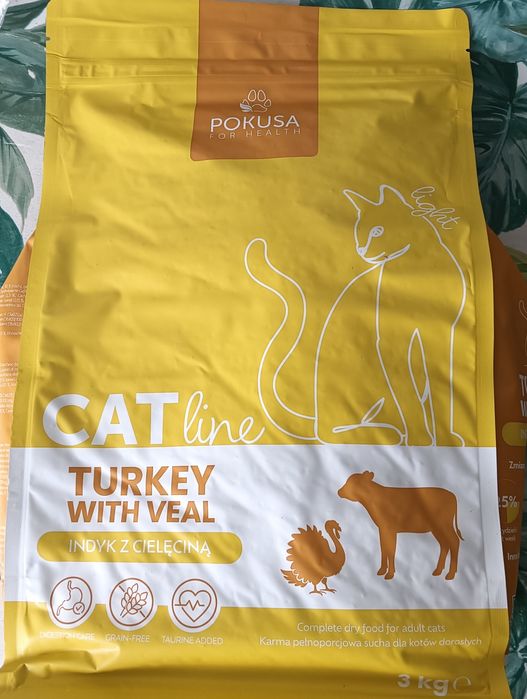 POKUSA
FOR HEALTH
light
CAT line
TURKEY
WITH VEAL
INDYK Z CIELĘCINĄ
DIGESTION CARE
GRAIN-FREE
TAURINE ADDED
Complete dry food for adult cats
Karma pełnoporcjowa sucha dla kotów dorosłych
3 kg ℮